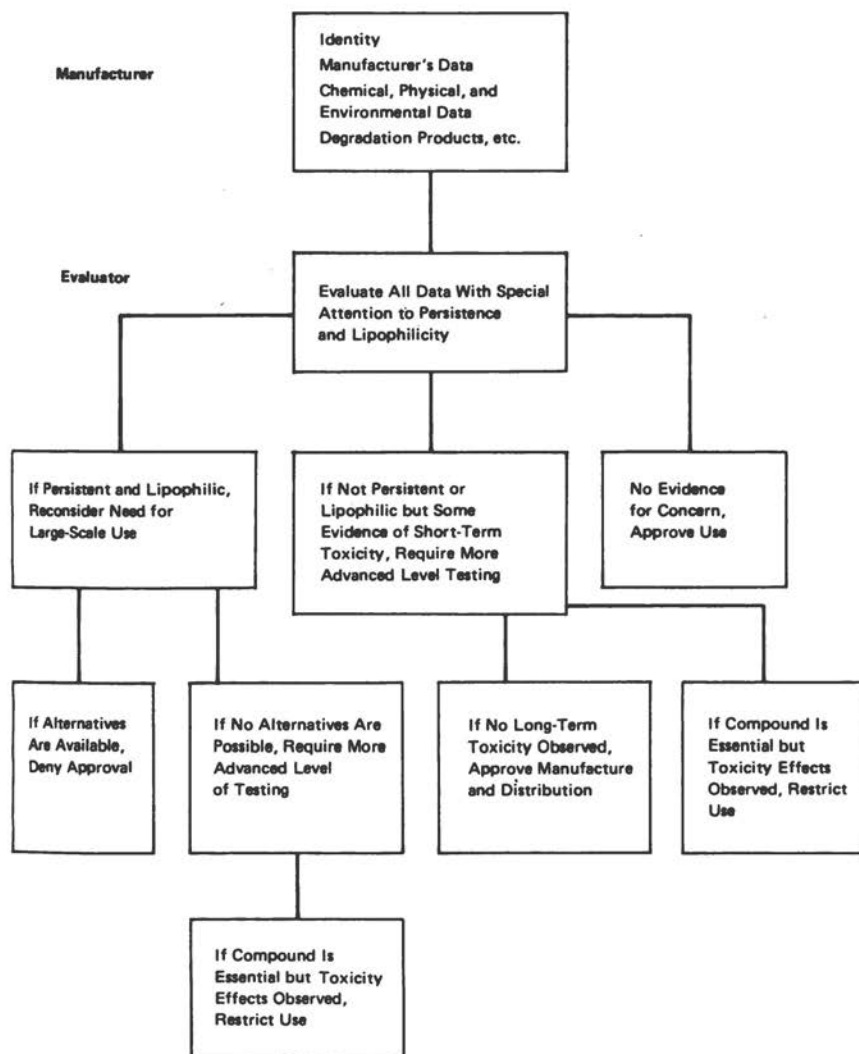 Manufacturer
Identity
Manufacturer's Data
Chemical, Physical, and
Environmental Data
Degradation Products, etc.
Evaluator
Evaluate All Data With Special
Attention to Persistence
and Lipophilicity
If Persistent and Lipophilic,
Reconsider Need for
Large-Scale Use
If Not Persistent or
Lipophilic but Some
Evidence of Short-Term
Toxicity, Require More
Advanced Level Testing
No Evidence
for Concern,
Approve Use
If Alternatives
Are Available,
Deny Approval
If No Alternatives Are
Possible, Require More
Advanced Level
of Testing
If No Long-Term
Toxicity Observed,
Approve Manufacture
and Distribution
If Compound Is
Essential but
Toxicity Effects
Observed, Restrict
Use
If Compound Is
Essential but Toxicity
Effects Observed,
Restrict Use